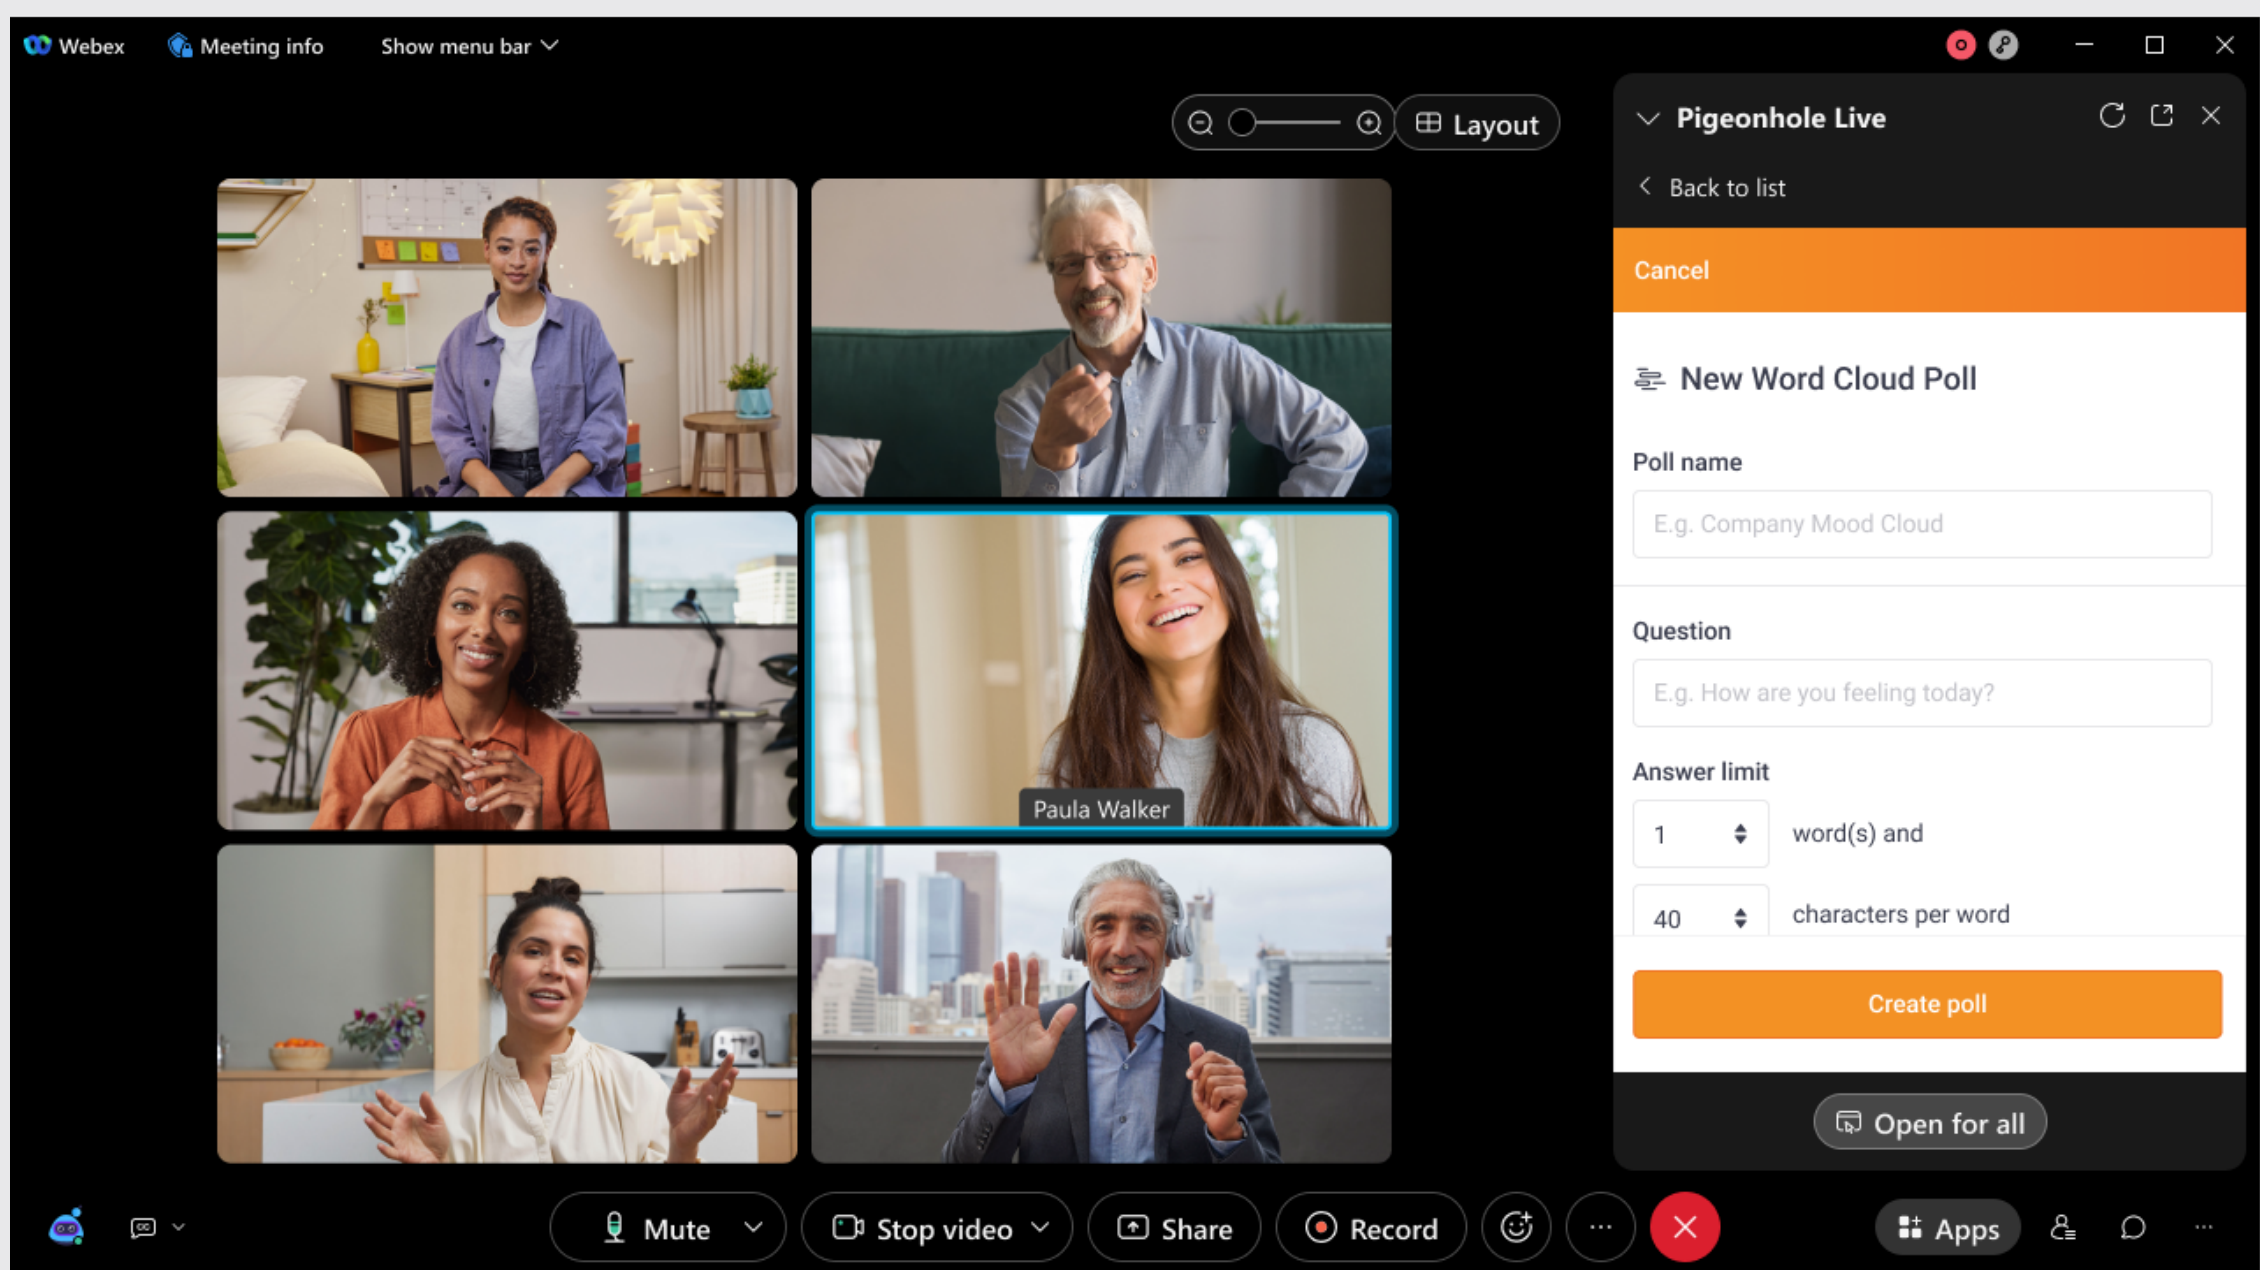 Webex
Meeting info
Show menu bar
Layout
Pigeonhole Live
Back to list
Cancel
New Word Cloud Poll
Poll name
E.g. Company Mood Cloud
Question
E.g. How are you feeling today?
Answer limit
1 word(s) and
40 characters per word
Create poll
Open for all
Paula Walker
Mute
Stop video
Share
Record
Apps